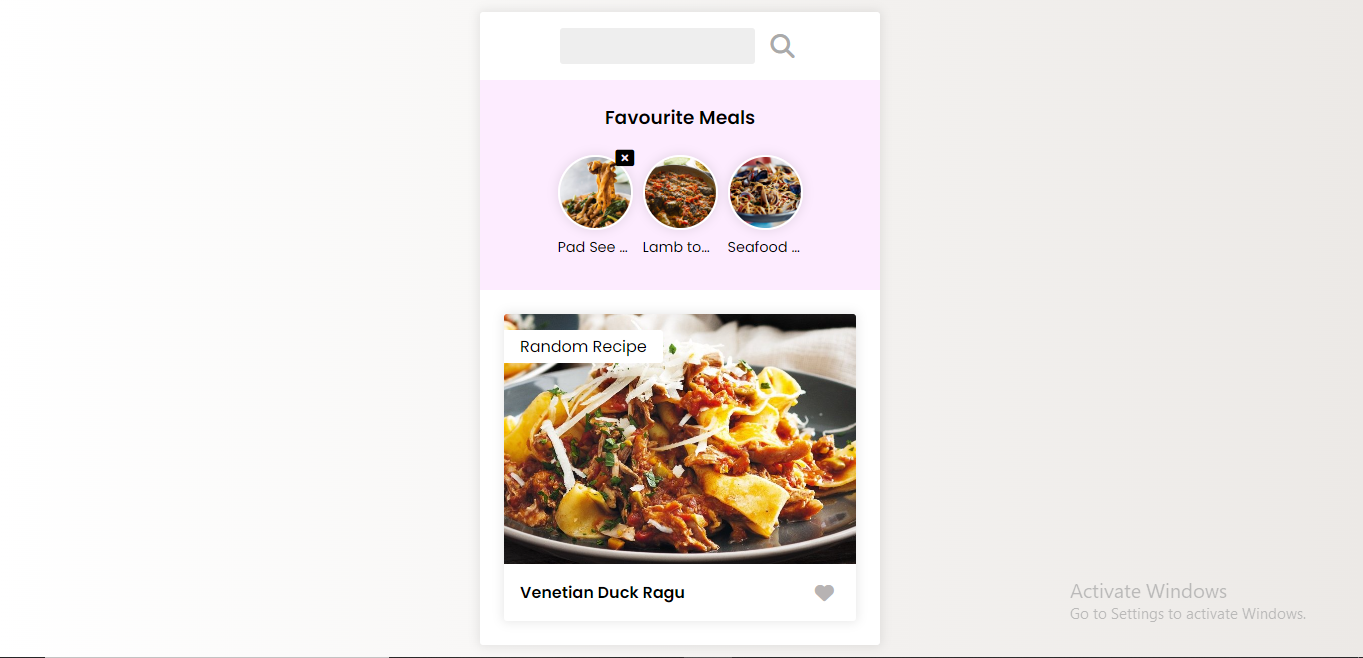 Favourite Meals
Pad See ...
Lamb to...
Seafood ...
Random Recipe
Venetian Duck Ragu
Activate Windows
Go to Settings to activate Windows.